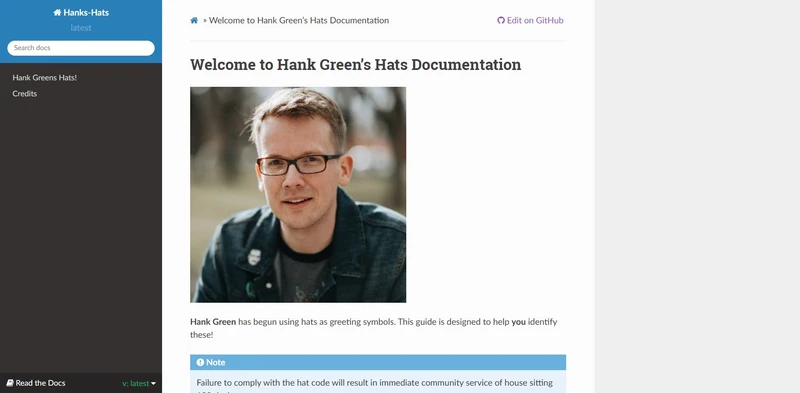 Hanks-Hats
latest
Search docs
Hank Greens Hats!
Credits
Read the Docs
v: latest
» Welcome to Hank Green's Hats Documentation
Edit on GitHub
Welcome to Hank Green's Hats Documentation
Hank Green has begun using hats as greeting symbols. This guide is designed to help you identify
these!
Note
Failure to comply with the hat code will result in immediate community service of house sitting